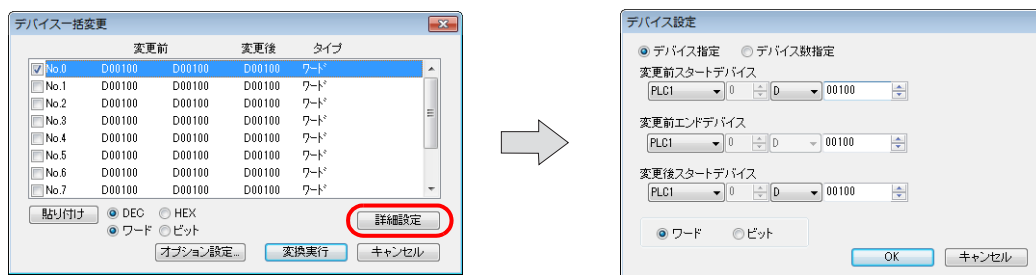 デバイス一括変更
変更前 変更後 タイプ
No.0 D00100 D00100 D00100 ワード
No.1 D00100 D00100 D00100 ワード
No.2 D00100 D00100 D00100 ワード
No.3 D00100 D00100 D00100 ワード
No.4 D00100 D00100 D00100 ワード
No.5 D00100 D00100 D00100 ワード
No.6 D00100 D00100 D00100 ワード
No.7 D00100 D00100 D00100 ワード
貼り付け DEC HEX 詳細設定
ワード ビット
オプション設定... 変換実行 キャンセル
デバイス設定
デバイス指定 デバイス数指定
変更前スタートデバイス
PLC1 0 D 00100
変更前エンドデバイス
PLC1 0 D 00100
変更後スタートデバイス
PLC1 0 D 00100
ワード ビット
OK キャンセル